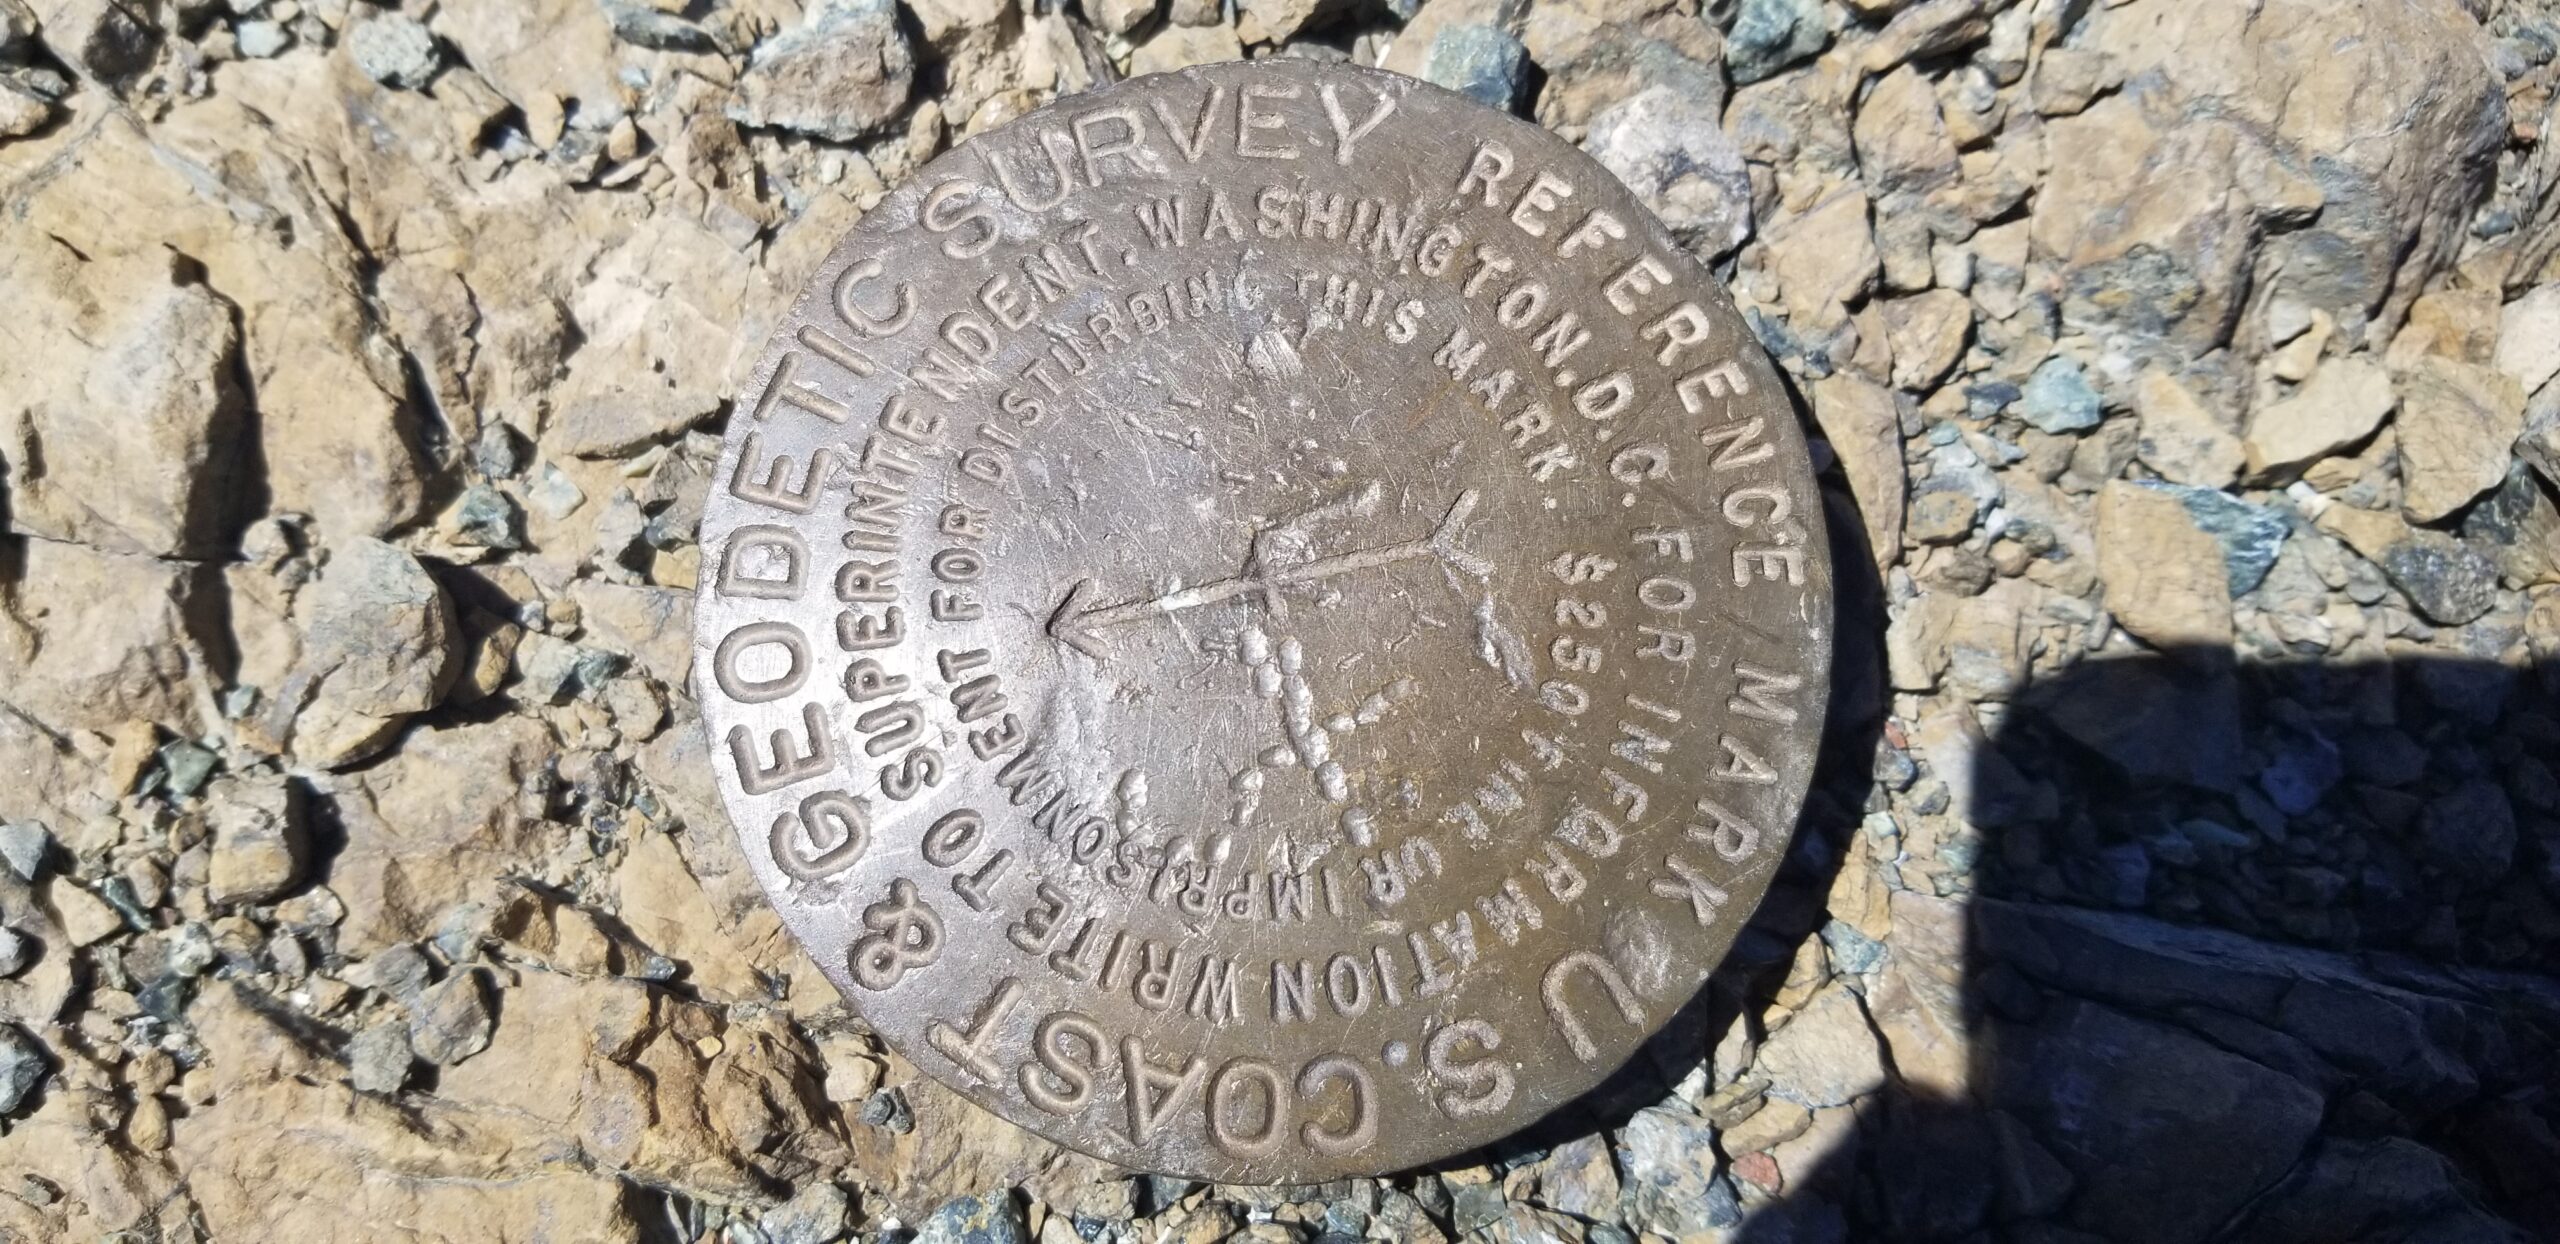 U.S. COAST & GEODETIC SURVEY REFERENCE MARK
FOR INFORMATION WRITE TO SUPERINTENDENT, WASHINGTON, D.C.
$250 FINE OR IMPRISONMENT FOR DISTURBING THIS MARK.